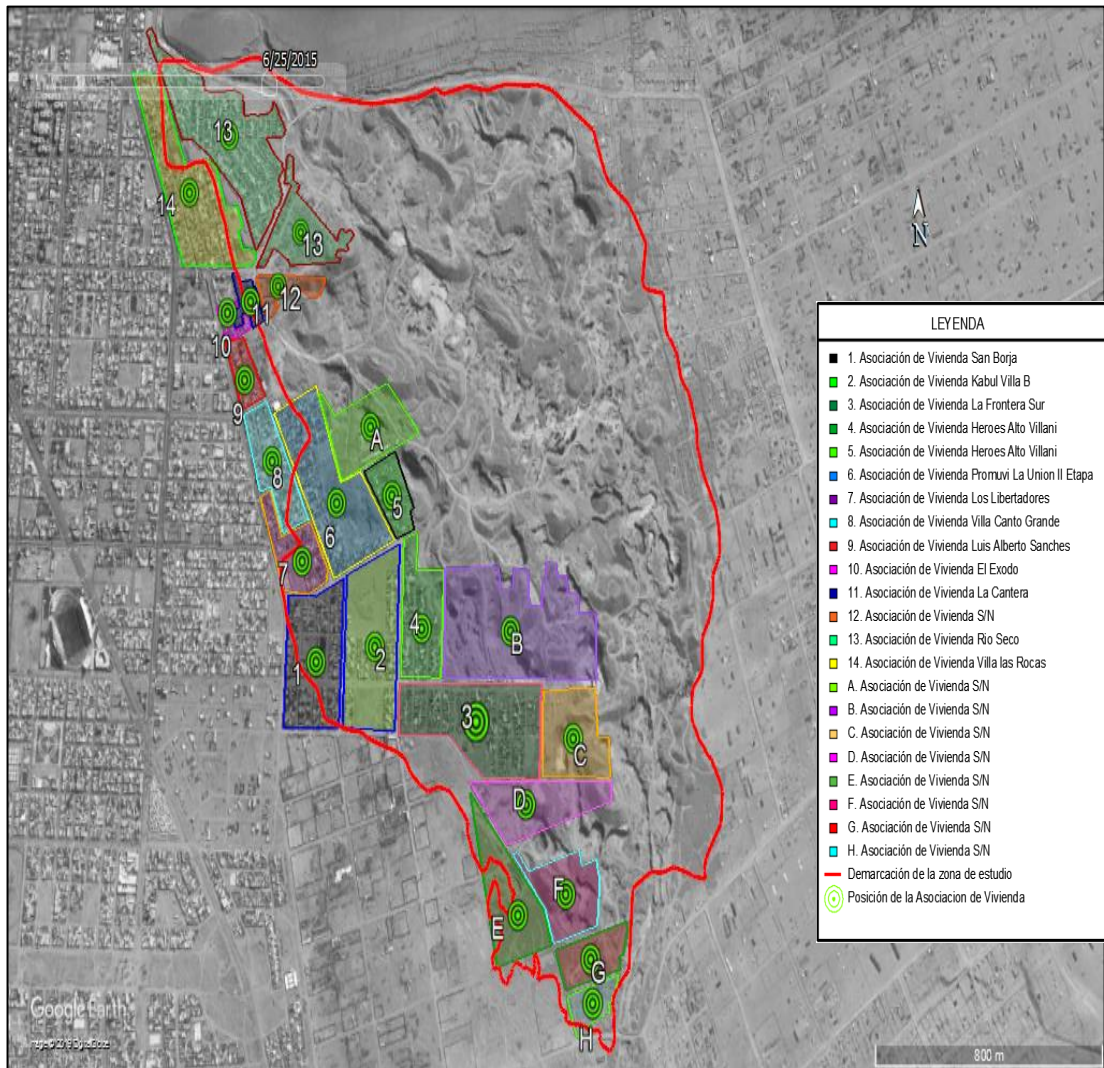 6/25/2015
13
14
13
12
11
10
9
A
8
5
6
7
4
B
2
1
3
C
D
F
E
G
H
N
LEYENDA
1. Asociación de Vivienda San Borja
2. Asociación de Vivienda Kabul Villa B
3. Asociación de Vivienda La Frontera Sur
4. Asociación de Vivienda Heroes Alto Villani
5. Asociación de Vivienda Heroes Alto Villani
6. Asociación de Vivienda Promuvi La Union II Etapa
7. Asociación de Vivienda Los Libertadores
8. Asociación de Vivienda Villa Canto Grande
9. Asociación de Vivienda Luis Alberto Sanches
10. Asociación de Vivienda El Exodo
11. Asociación de Vivienda La Cantera
12. Asociación de Vivienda S/N
13. Asociación de Vivienda Rio Seco
14. Asociación de Vivienda Villa las Rocas
A. Asociación de Vivienda S/N
B. Asociación de Vivienda S/N
C. Asociación de Vivienda S/N
D. Asociación de Vivienda S/N
E. Asociación de Vivienda S/N
F. Asociación de Vivienda S/N
G. Asociación de Vivienda S/N
H. Asociación de Vivienda S/N
Demarcación de la zona de estudio
Posición de la Asociacion de Vivienda
Google Earth
800 m